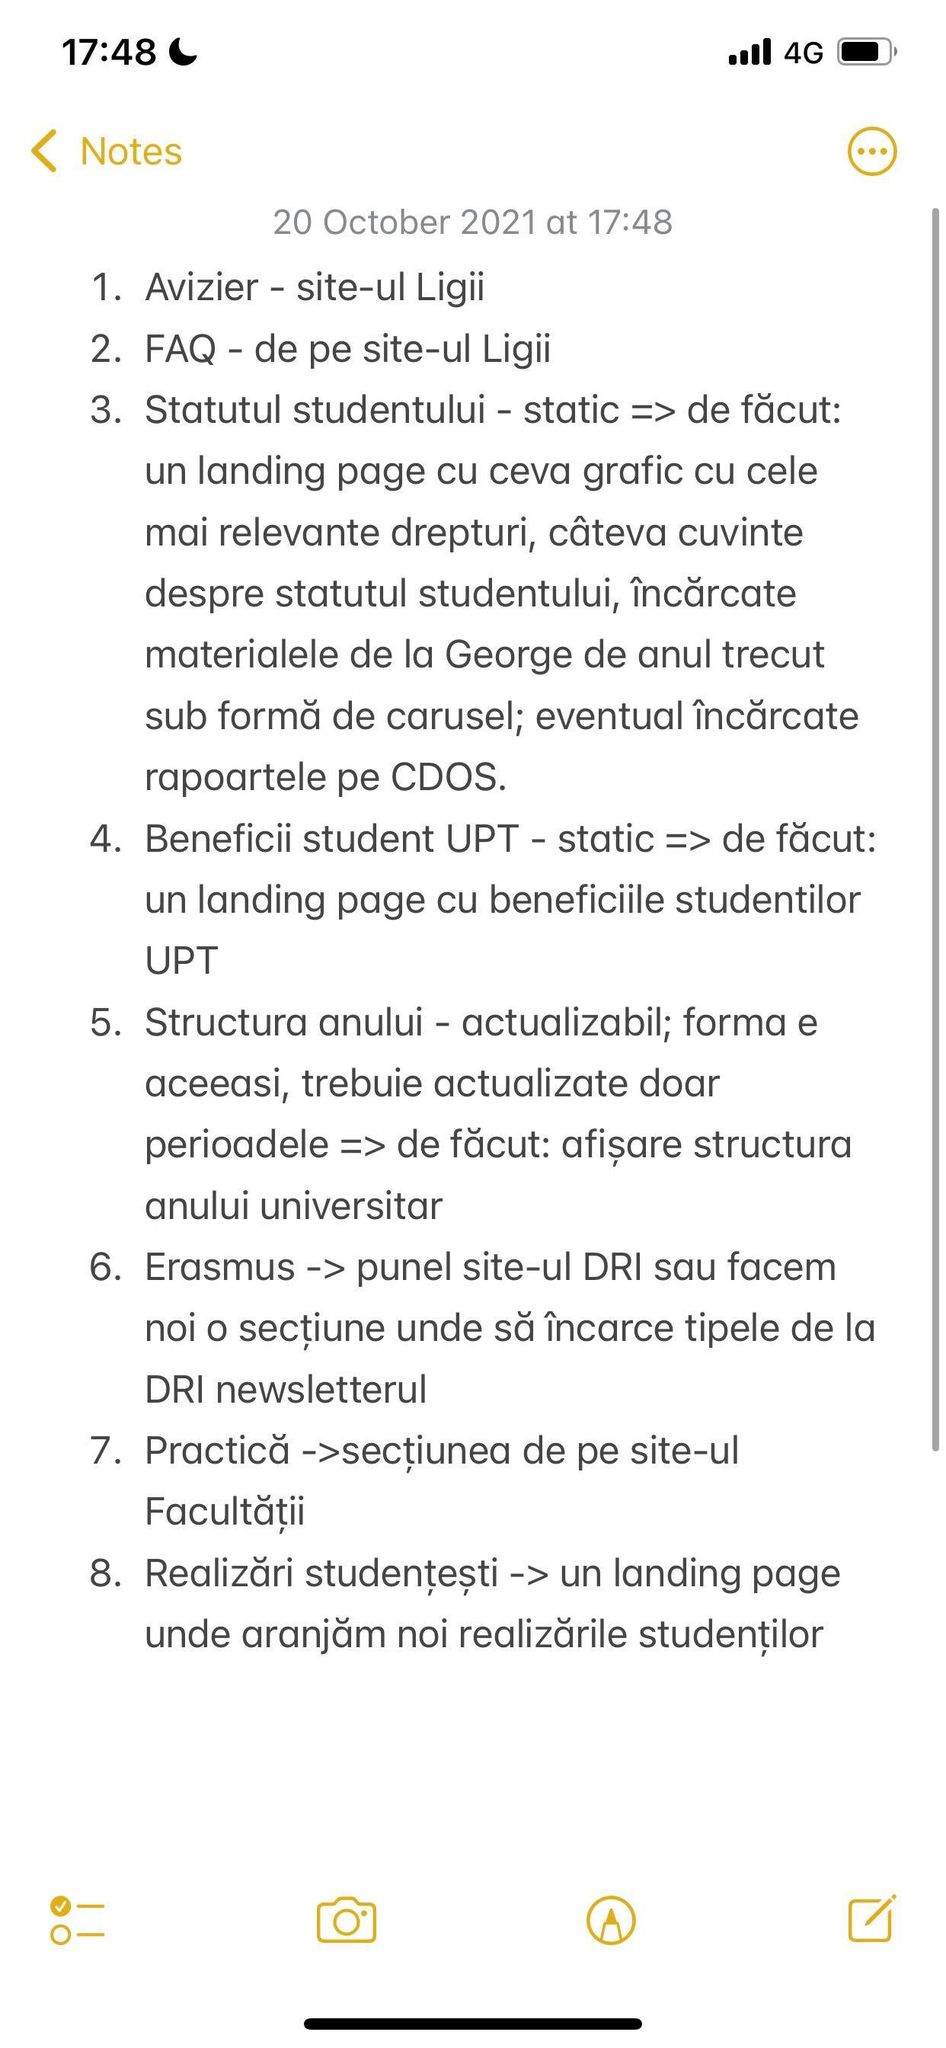 17:48
4G
Notes
20 October 2021 at 17:48
1. Avizier - site-ul Ligii
2. FAQ - de pe site-ul Ligii
3. Statutul studentului - static => de făcut:
un landing page cu ceva grafic cu cele
mai relevante drepturi, câteva cuvinte
despre statutul studentului, încărcate
materialele de la George de anul trecut
sub formă de carusel; eventual încărcate
rapoartele pe CDOS.
4. Beneficii student UPT - static => de făcut:
un landing page cu beneficiile studentilor
UPT
5. Structura anului - actualizabil; forma e
aceeasi, trebuie actualizate doar
perioadele => de făcut: afișare structura
anului universitar
6. Erasmus -> punel site-ul DRI sau facem
noi o secțiune unde să încarce tipele de la
DRI newsletterul
7. Practică ->secțiunea de pe site-ul
Facultății
8. Realizări studențești -> un landing page
unde aranjăm noi realizările studenților